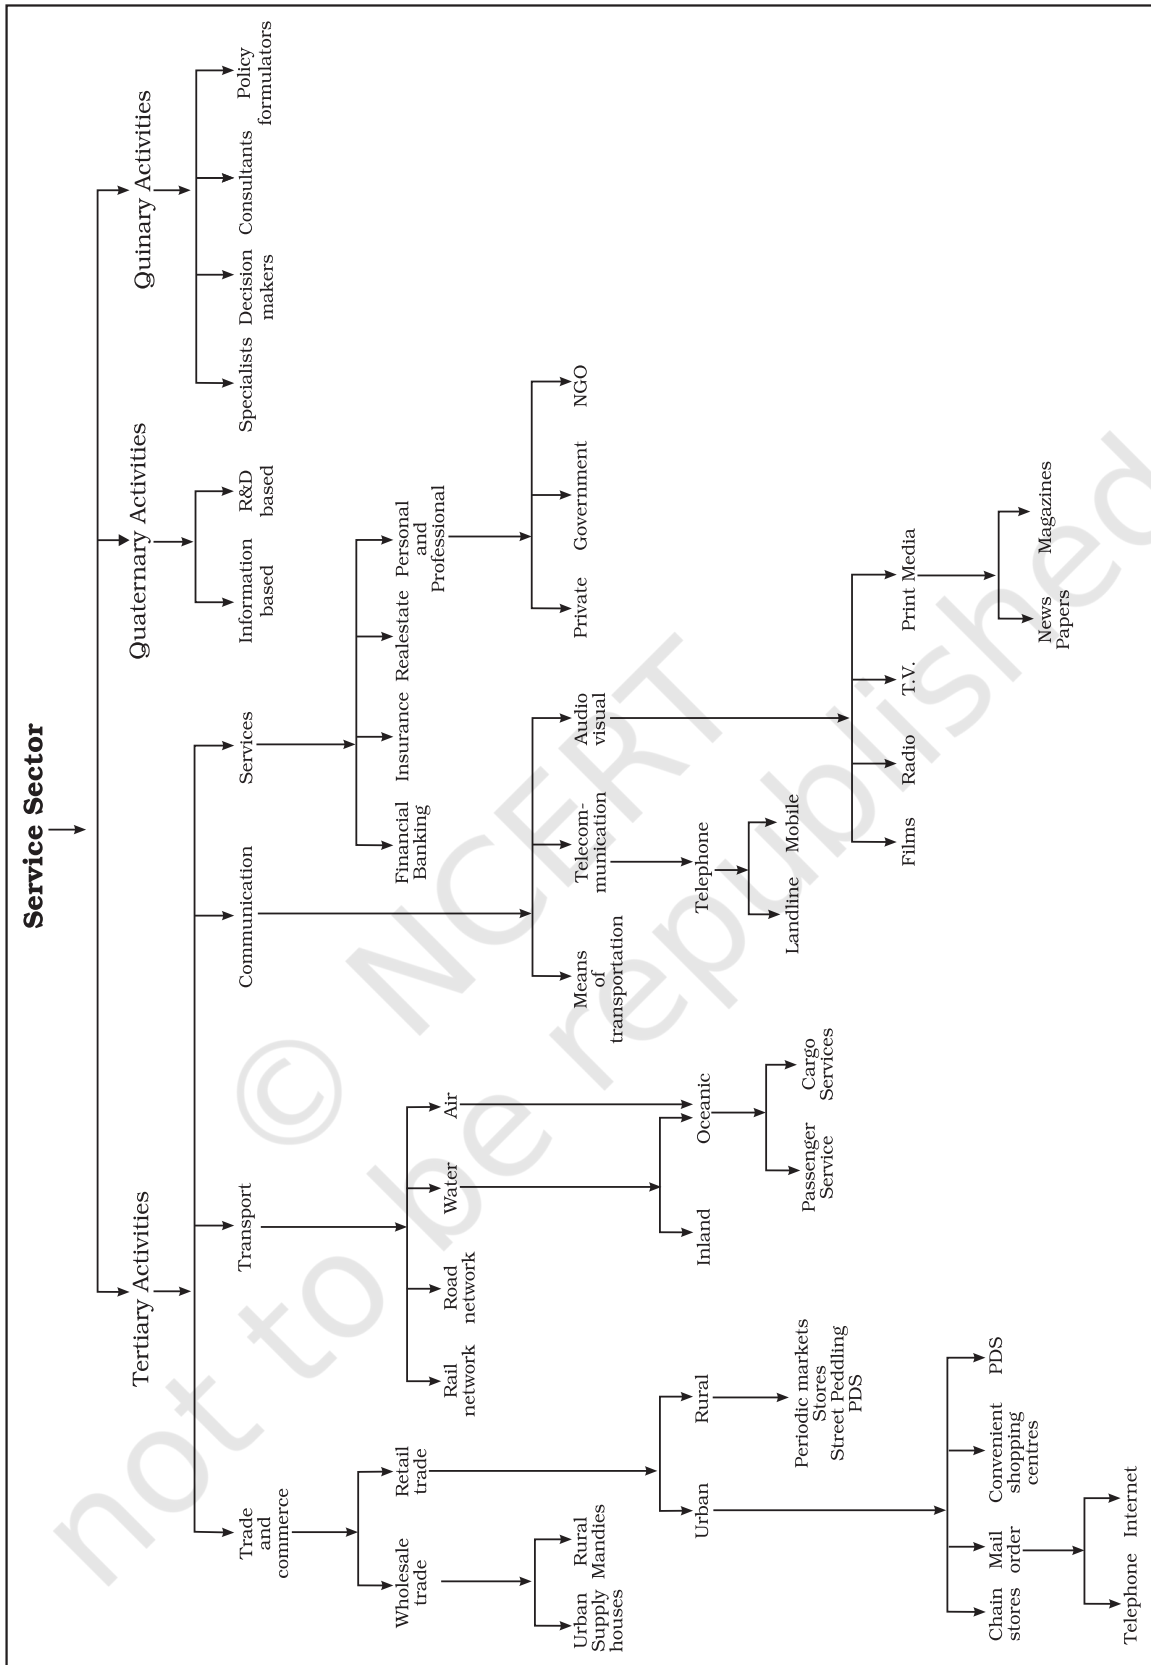 Service Sector
Tertiary Activities
Quaternary Activities
Quinary Activities
Trade
and
commerce
Transport
Communication
Services
Information
based
R&D
based
Specialists
Decision
makers
Consultants
Policy
formulators
Wholesale
trade
Retail
trade
Rail
network
Road
network
Water
Air
Financial
Banking
Insurance
Realestate
Personal
and
Professional
Urban
Supply
houses
Rural
Mandies
Means
of
transportation
Telecom-
munication
Audio
visual
Private
Government
NGO
Urban
Rural
Inland
Oceanic
Telephone
Periodic markets
Stores
Street Peddling
PDS
Passenger
Service
Cargo
Services
Landline
Mobile
Films
Radio
T.V.
Print Media
Chain
stores
Mail
order
Convenient
shopping
centres
PDS
News
Papers
Magazines
Telephone
Internet
© NCERT
not to be republished